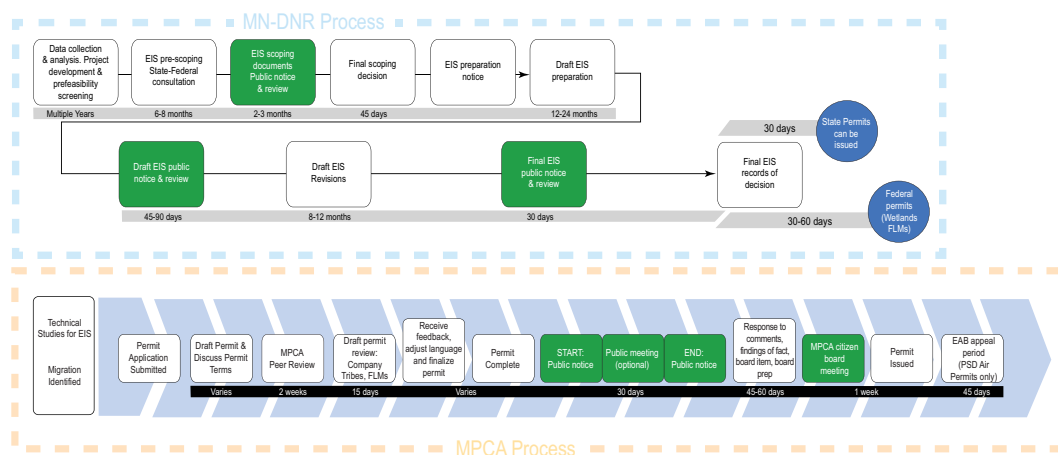 MN-DNR Process
Data collection
& analysis. Project
development &
prefeasibility
screening
EIS pre-scoping
State-Federal
consultation
EIS scoping
documents
Public notice
& review
Final scoping
decision
EIS preparation
notice
Draft EIS
preparation
Multiple Years
6-8 months
2-3 months
45 days
12-24 months
30 days
State Permits
can be
issued
Draft EIS public
notice & review
Draft EIS
Revisions
Final EIS
public notice
& review
Final EIS
records of
decision
45-90 days
8-12 months
30 days
30-60 days
Federal
permits
(Wetlands
FLMs)
Technical
Studies for EIS
Migration
Identified
Permit
Application
Submitted
Draft Permit &
Discuss Permit
Terms
MPCA
Peer Review
Draft permit
review:
Company
Tribes, FLMs
Receive
feedback,
adjust language
and finalize
permit
Permit
Complete
START:
Public notice
Public meeting
(optional)
END:
Public notice
Response to
comments,
findings of fact,
board item, board
prep
MPCA citizen
board
meeting
Permit
Issued
EAB appeal
period
(PSD Air
Permits only)
Varies
2 weeks
15 days
Varies
30 days
45-60 days
1 week
45 days
MPCA Process